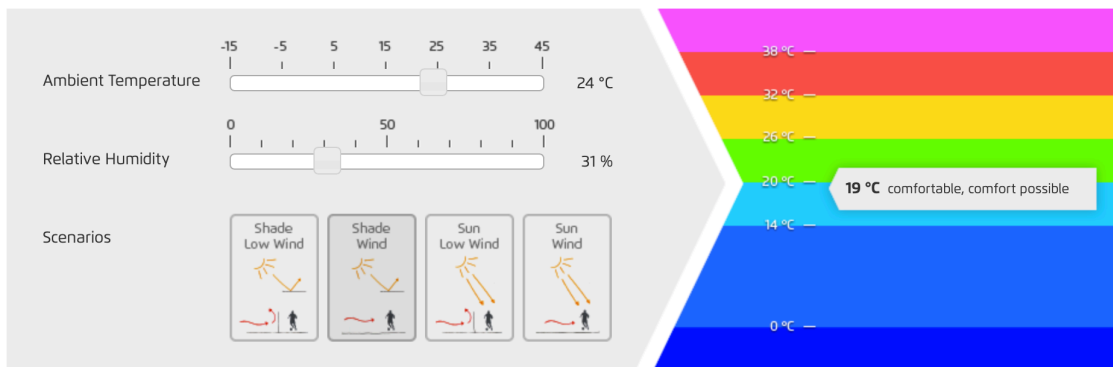 -15 -5 5 15 25 35 45
Ambient Temperature
24 °C
0 50 100
Relative Humidity
31 %
Scenarios
Shade
Low Wind
Shade
Wind
Sun
Low Wind
Sun
Wind
38 °C
32 °C
26 °C
20 °C
19 °C comfortable, comfort possible
14 °C
0 °C